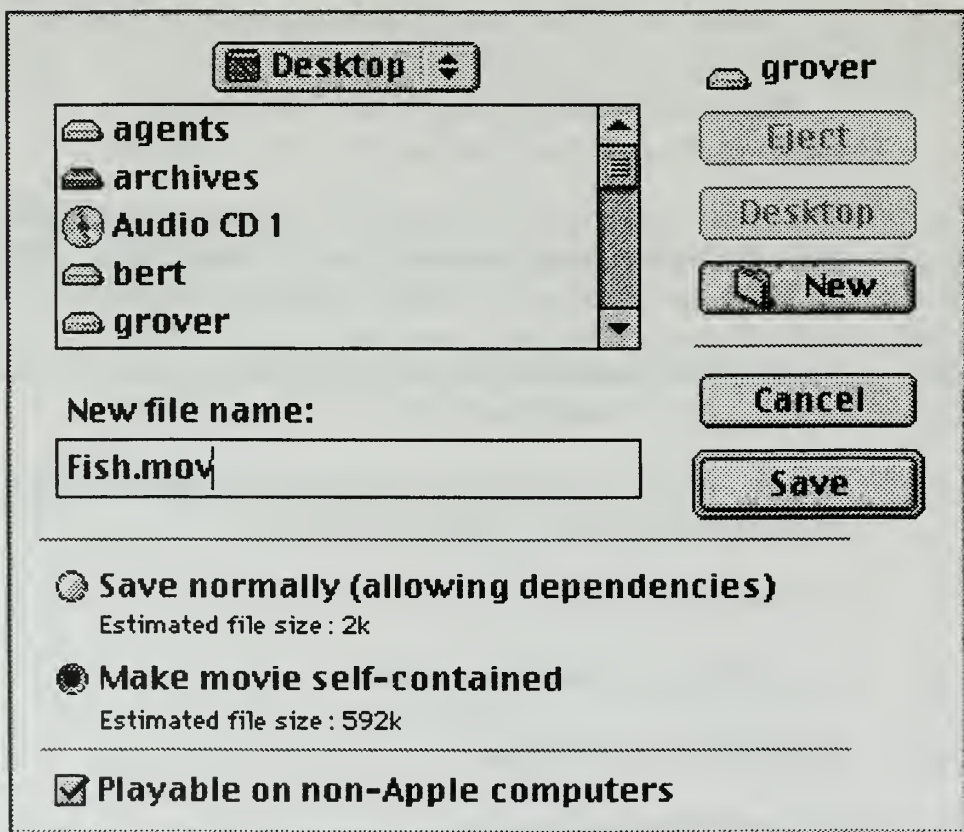 Desktop
agents
archives
Audio CD 1
bert
grover
grover
Eject
Desktop
New
Cancel
Save
New file name:
Fish.mov
Save normally (allowing dependencies)
Estimated file size : 2k
Make movie self-contained
Estimated file size : 592k
Playable on non-Apple computers